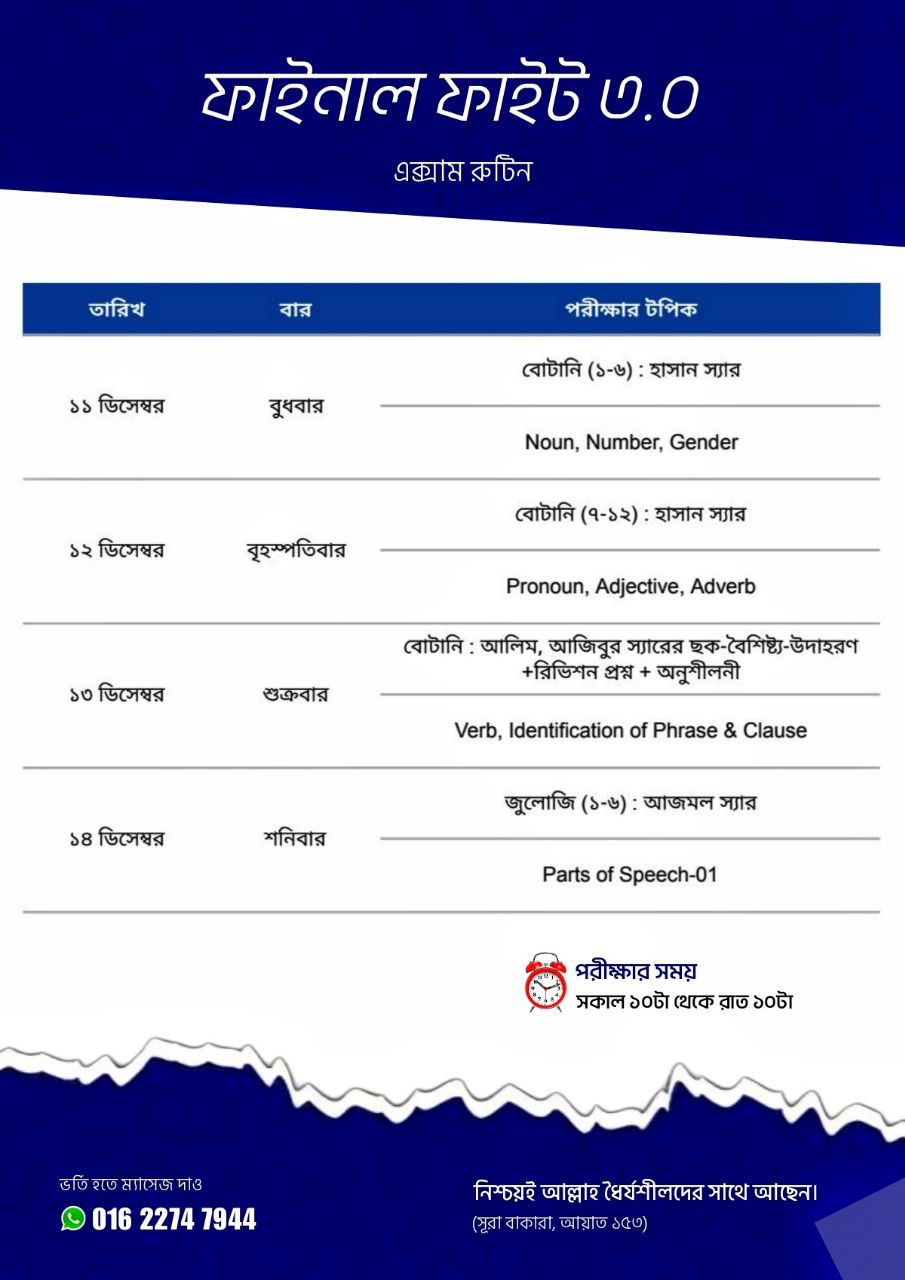 ফাইনাল ফাইট ৩.০
এক্সাম রুটিন
তারিখ বার পরীক্ষার টপিক
বোটানি (১-৬) : হাসান স্যার
১১ ডিসেম্বর বুধবার
Noun, Number, Gender
বোটানি (৭-১২) : হাসান স্যার
১২ ডিসেম্বর বৃহস্পতিবার
Pronoun, Adjective, Adverb
বোটানি : আলিম, আজিবুর স্যারের ছক-বৈশিষ্ট্য-উদাহরণ
+রিভিশন প্রশ্ন + অনুশীলনী
১৩ ডিসেম্বর শুক্রবার
Verb, Identification of Phrase & Clause
জুলোজি (১-৬) : আজমল স্যার
১৪ ডিসেম্বর শনিবার
Parts of Speech-01
পরীক্ষার সময়
সকাল ১০টা থেকে রাত ১০টা
ভর্তি হতে ম্যাসেজ দাও
016 2274 7944
নিশ্চয়ই আল্লাহ ধৈর্যশীলদের সাথে আছেন।
(সূরা বাকারা, আয়াত ১৫৩)